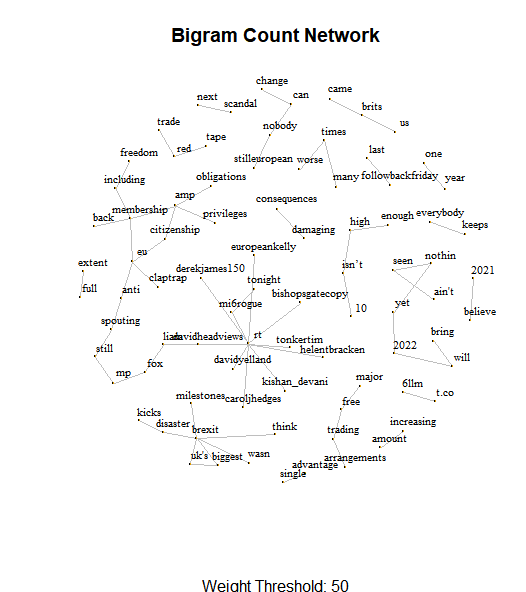 Bigram Count Network
change
came
next
can
brits
scandal
trade
us
nobody
times
tape
red
last
one
freedom
stilleuropean
worse
including
obligations
many
followbackfriday
year
amp
consequences
membership
back
privileges
high
enough
everybody
citizenship
damaging
keeps
eu
europeankelly
extent
derekjames150
isn't
seen
nothin
full
claptrap
tonight
2021
anti
mi6rogue
bishopsgatecopy
10
yet
ain't
spouting
believe
liam
davidheadviews
rt
tonkertim
bring
still
helentbracken
2022
mp
fox
davidyelland
will
kishan_devani
major
milestones
caroljhedges
free
6llm
t.co
kicks
disaster
brexit
think
trading
increasing
amount
uk's
biggest
wasn
advantage
arrangements
single
Weight Threshold: 50